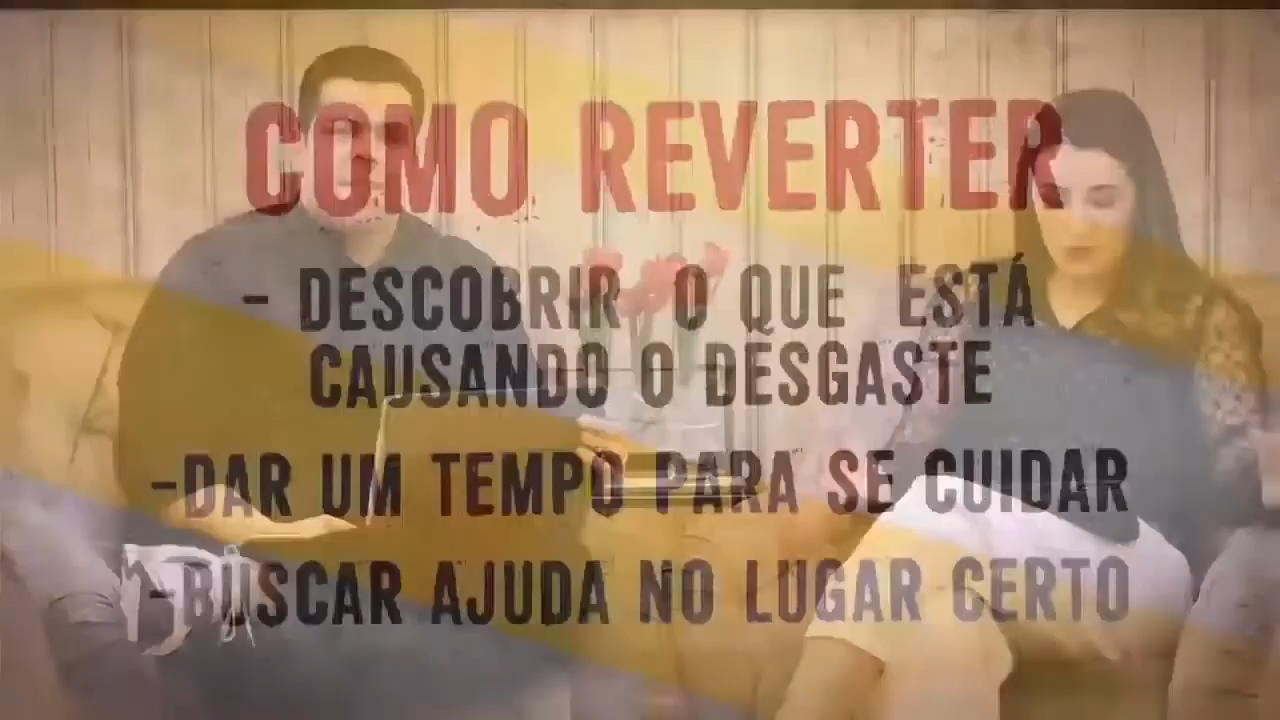 COMO REVERTER
- DESCOBRIR O QUE ESTÁ
CAUSANDO O DESGASTE
-DAR UM TEMPO PARA SE CUIDAR
-BUSCAR AJUDA NO LUGAR CERTO